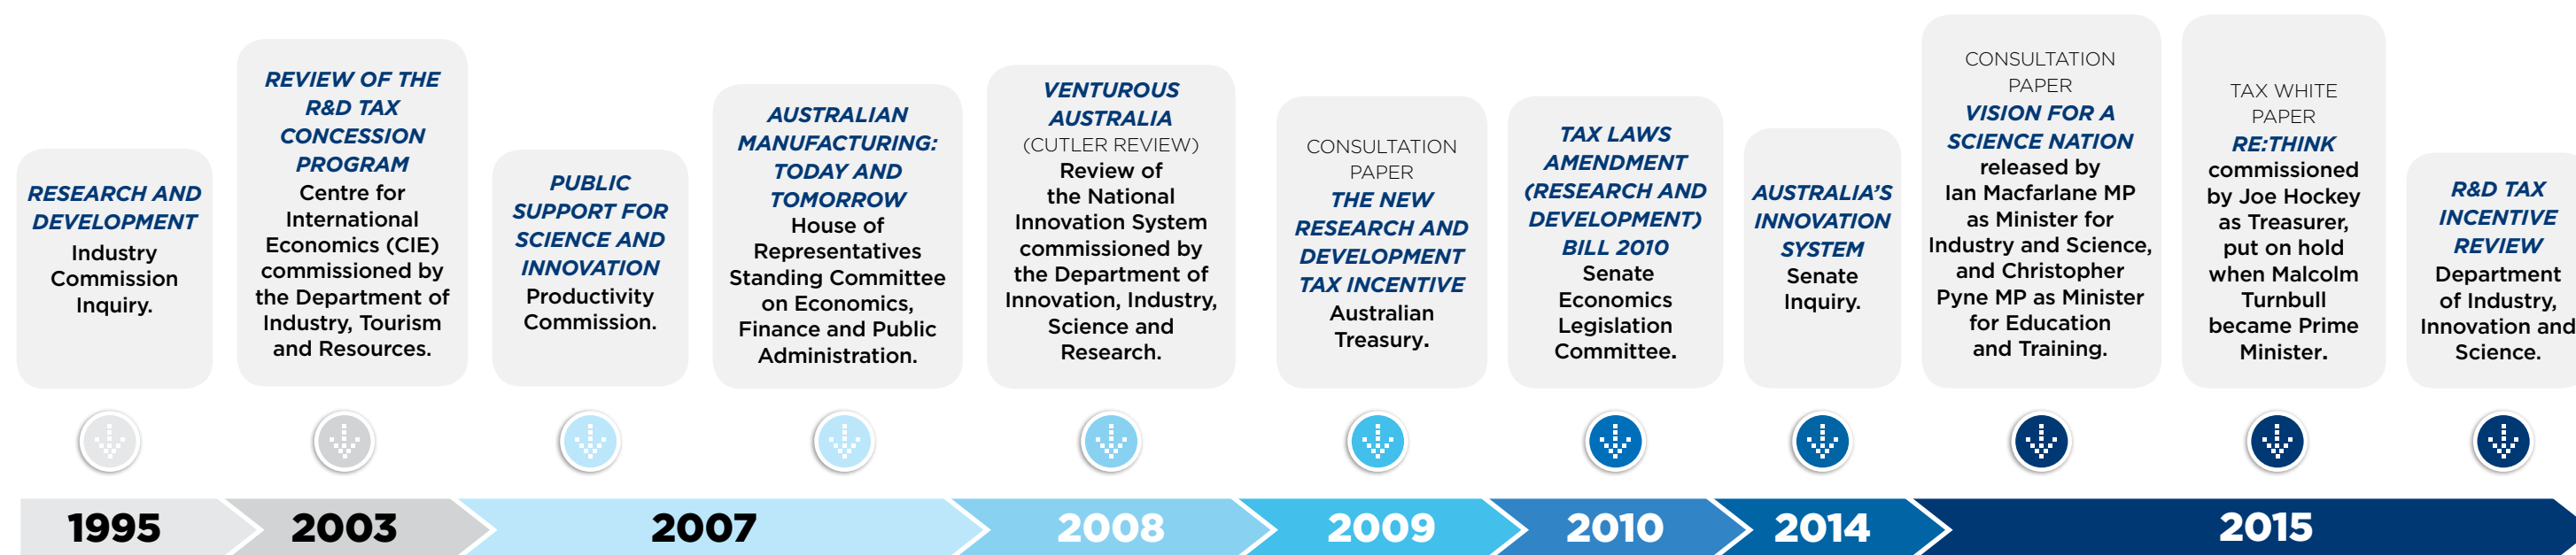 RESEARCH AND
DEVELOPMENT
Industry
Commission
Inquiry.
REVIEW OF THE
R&D TAX
CONCESSION
PROGRAM
Centre for
International
Economics (CIE)
commissioned by
the Department of
Industry, Tourism
and Resources.
PUBLIC
SUPPORT FOR
SCIENCE AND
INNOVATION
Productivity
Commission.
AUSTRALIAN
MANUFACTURING:
TODAY AND
TOMORROW
House of
Representatives
Standing Committee
on Economics,
Finance and Public
Administration.
VENTUROUS
AUSTRALIA
(CUTLER REVIEW)
Review of
the National
Innovation System
commissioned by
the Department of
Innovation, Industry,
Science and
Research.
CONSULTATION
PAPER
THE NEW
RESEARCH AND
DEVELOPMENT
TAX INCENTIVE
Australian
Treasury.
TAX LAWS
AMENDMENT
(RESEARCH AND
DEVELOPMENT)
BILL 2010
Senate
Economics
Legislation
Committee.
AUSTRALIA'S
INNOVATION
SYSTEM
Senate
Inquiry.
CONSULTATION
PAPER
VISION FOR A
SCIENCE NATION
released by
Ian Macfarlane MP
as Minister for
Industry and Science,
and Christopher
Pyne MP as Minister
for Education
and Training.
TAX WHITE
PAPER
RE:THINK
commissioned
by Joe Hockey
as Treasurer,
put on hold
when Malcolm
Turnbull
became Prime
Minister.
R&D TAX
INCENTIVE
REVIEW
Department
of Industry,
Innovation and
Science.
1995
2003
2007
2008
2009
2010
2014
2015